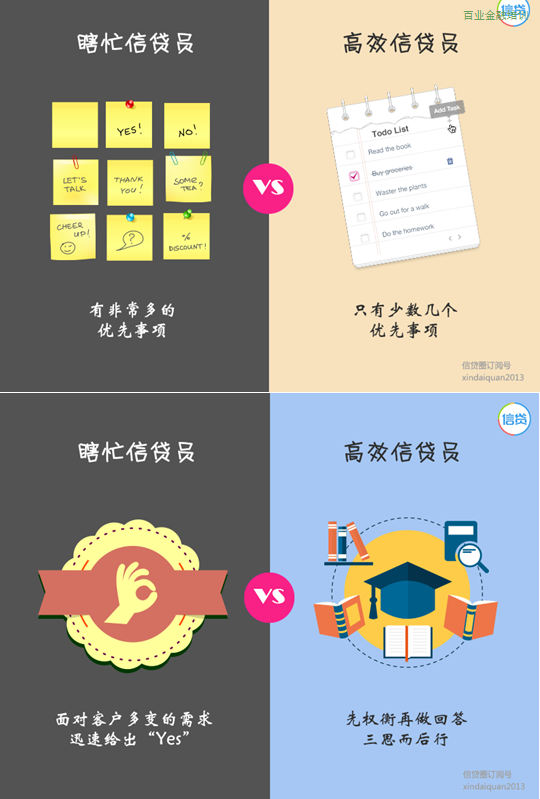 信贷
百业金融培训
瞎忙信贷员
高效信贷员
YES!
NO!
LET'S
TALK
THANK
YOU!
SOME
TEA?
CHEER
UP!
?
%
DISCOUNT!
VS
Add Task
Todo List
Read the book
Buy groceries
Waster the plants
Go out for a walk
Do the homework
有非常多的
优先事项
只有少数几个
优先事项
信贷圈订阅号
xindaiquan2013
信贷
瞎忙信贷员
高效信贷员
VS
面对客户多变的需求
迅速给出“Yes”
先权衡再做回答
三思而后行
信贷圈订阅号
xindaiquan2013